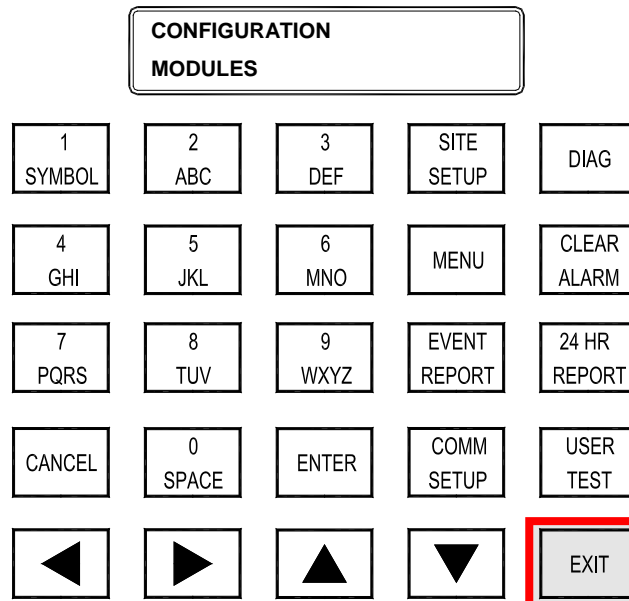 CONFIGURATION
MODULES
1
SYMBOL
2
ABC
3
DEF
SITE
SETUP
DIAG
4
GHI
5
JKL
6
MNO
MENU
CLEAR
ALARM
7
PQRS
8
TUV
9
WXYZ
EVENT
REPORT
24 HR
REPORT
CANCEL
0
SPACE
ENTER
COMM
SETUP
USER
TEST
EXIT